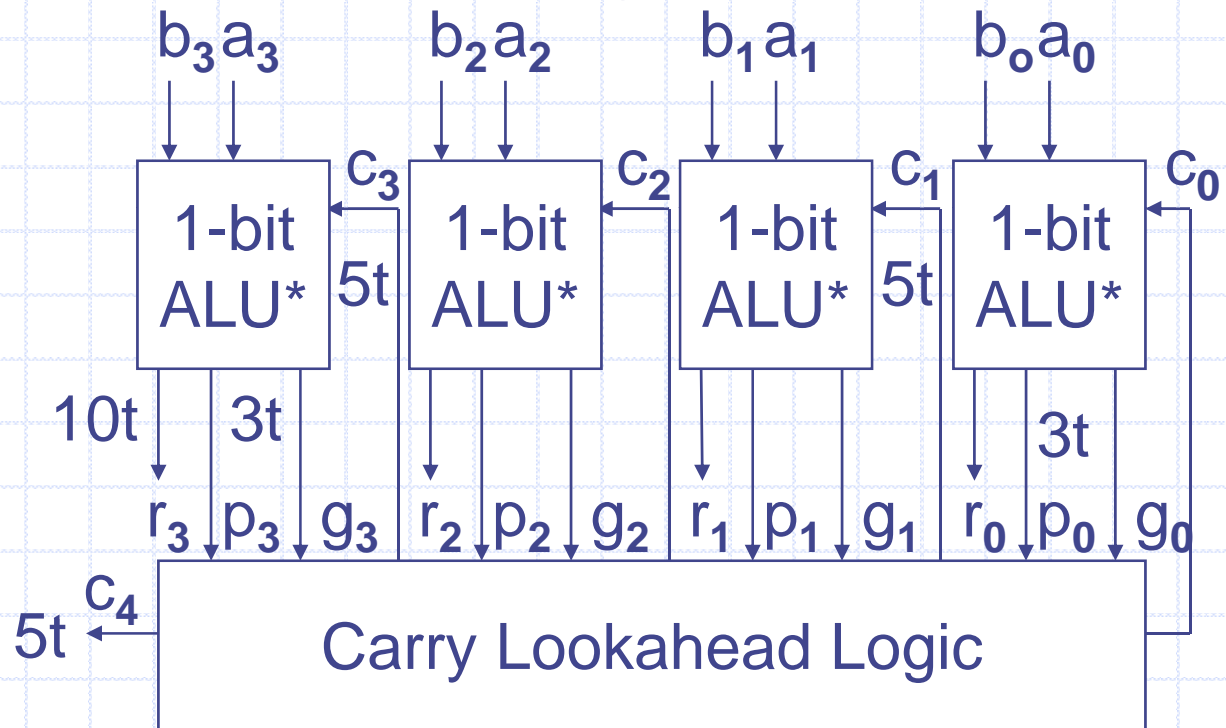 b3 a3 b2 a2 b1 a1 bo a0
c3 c2 c1 c0
1-bit 1-bit 1-bit 1-bit
ALU* 5t ALU* ALU* 5t ALU*
10t 3t 3t
r3 p3 g3 r2 p2 g2 r1 p1 g1 r0 p0 g0
c4
5t
Carry Lookahead Logic